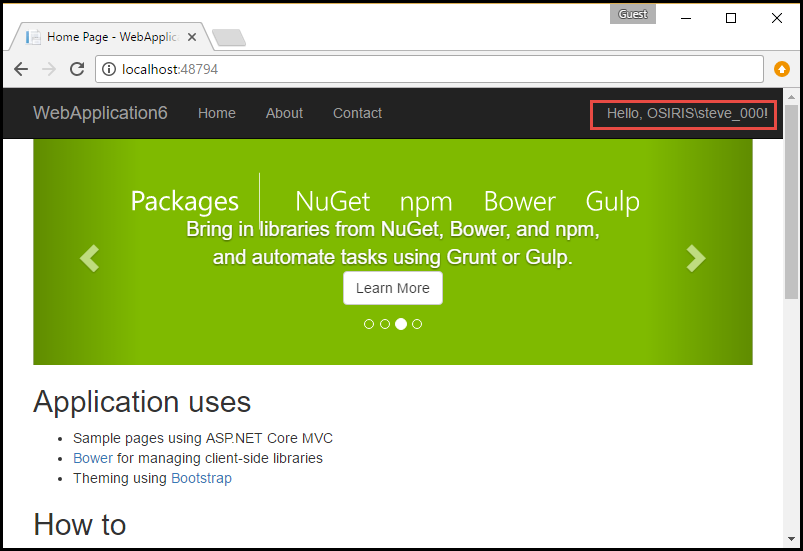 Guest
Home Page - WebApplic
localhost:48794
WebApplication6 Home About Contact Hello, OSIRIS\steve_000!
Packages NuGet npm Bower Gulp
Bring in libraries from NuGet, Bower, and npm,
and automate tasks using Grunt or Gulp.
Learn More
Application uses
Sample pages using ASP.NET Core MVC
Bower for managing client-side libraries
Theming using Bootstrap
How to